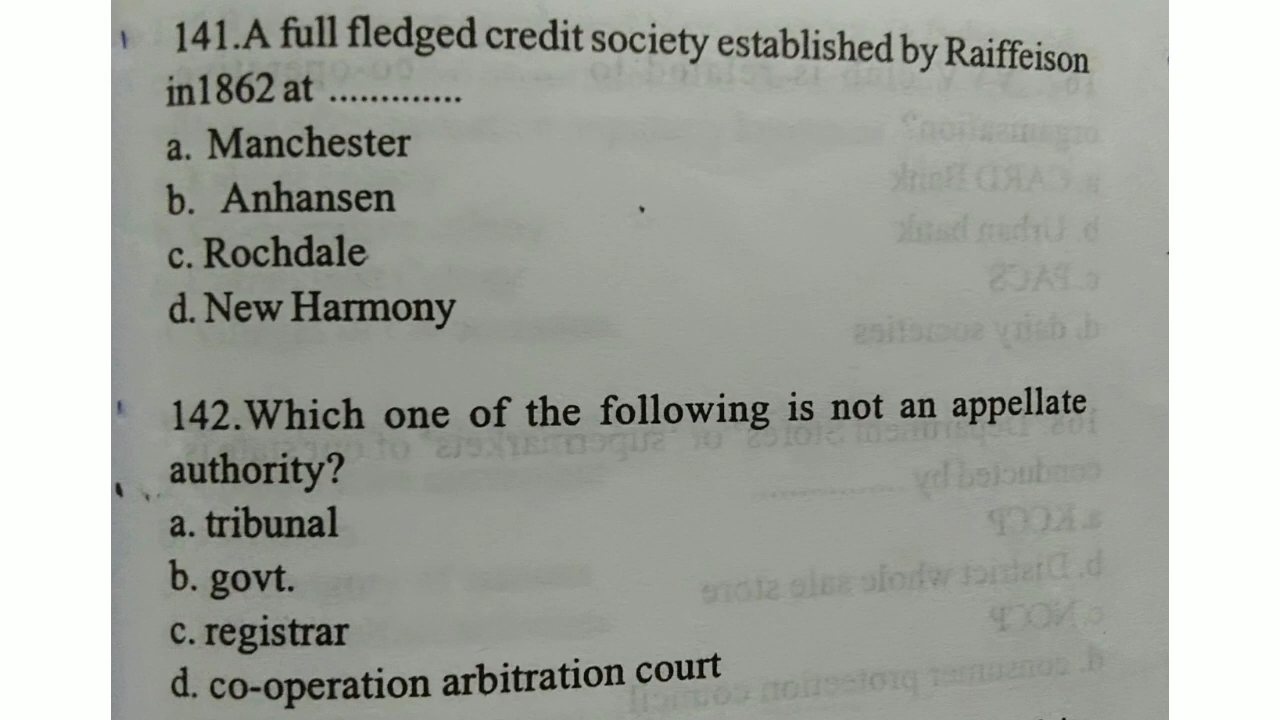 141.A full fledged credit society established by Raiffeison
in1862 at .............
a. Manchester
b. Anhansen
c. Rochdale
d. New Harmony
142.Which one of the following is not an appellate
authority?
a. tribunal
b. govt.
c. registrar
d. co-operation arbitration court